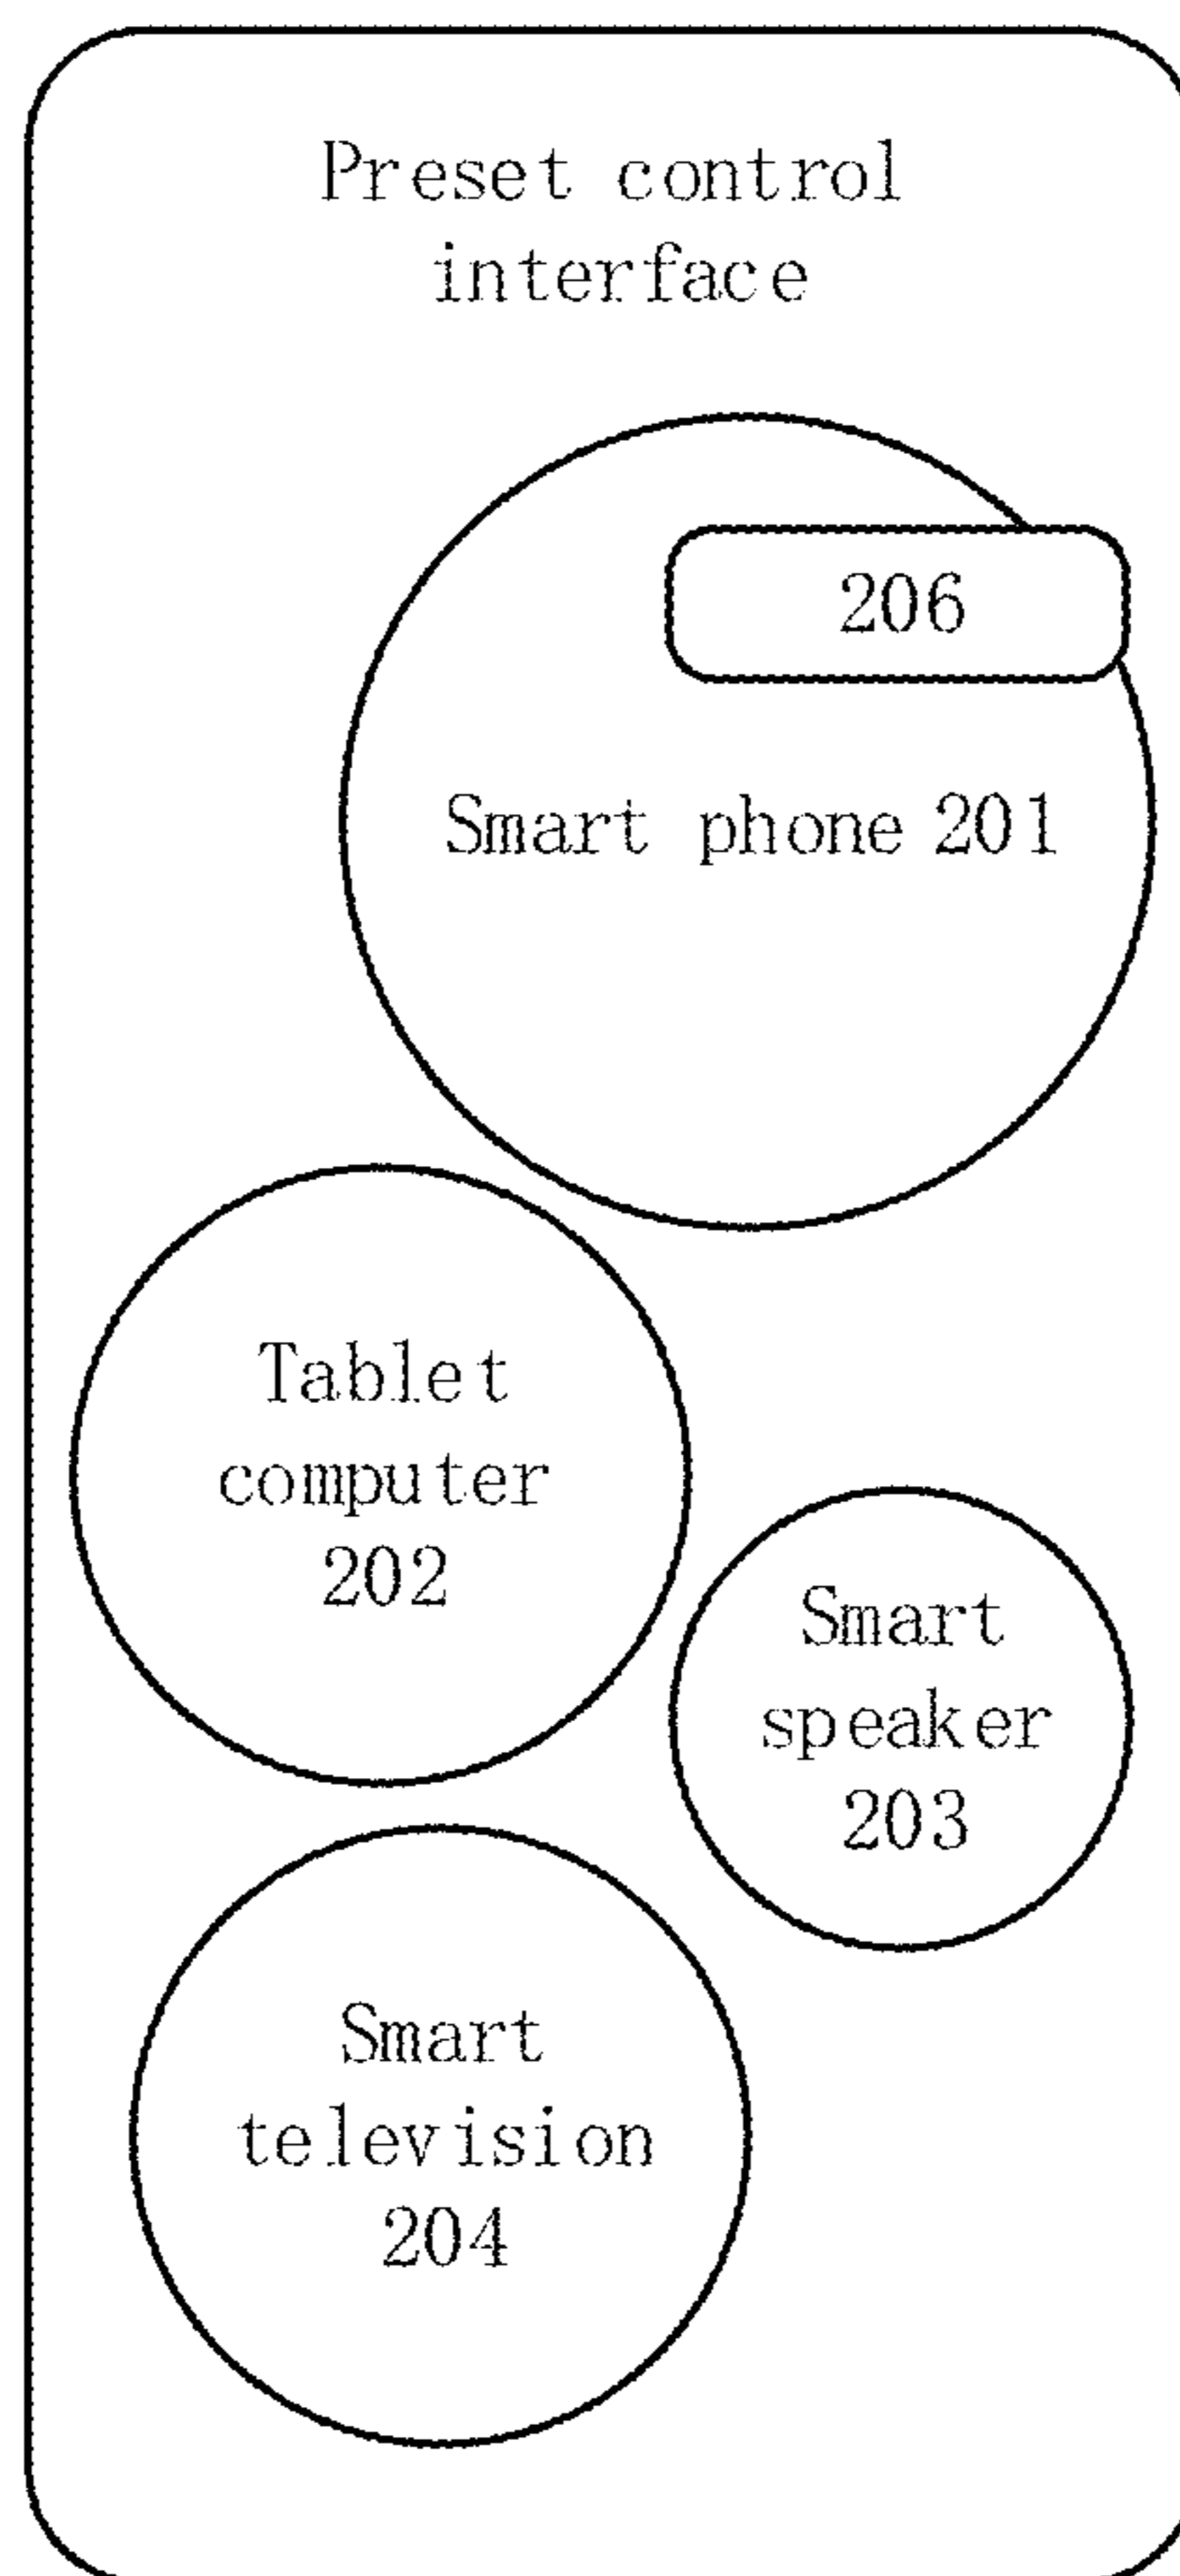 Preset control
interface
206
Smart phone 201
Tablet
computer
202
Smart
speaker
203
Smart
television
204